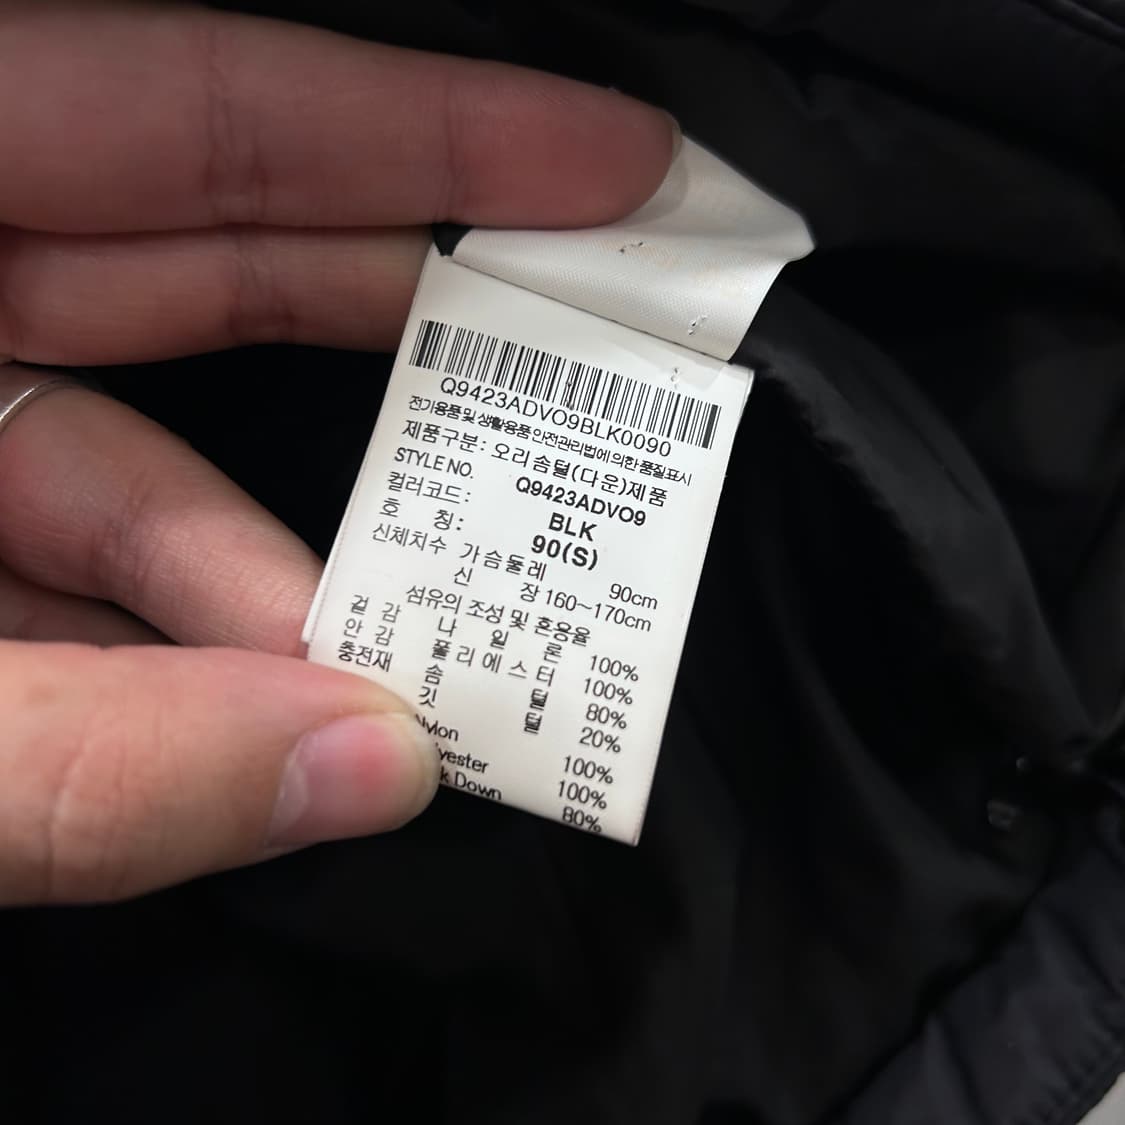 Q9423ADVO9BLK0090
전기용품및생활용품안전관리법에의한품질표시
제품구분: 오리솜털(다운)제품
STYLE NO. Q9423ADVO9
컬러코드: BLK
호 칭: 90(S)
신체치수 가슴둘레 90cm
신 장 160~170cm
섬유의 조성 및 혼용율
겉 감 나 일 론 100%
안 감 폴 리 에 스 터 100%
충전재 솜 털 80%
깃 털 20%
Nylon 100%
yester 100%
k Down 80%